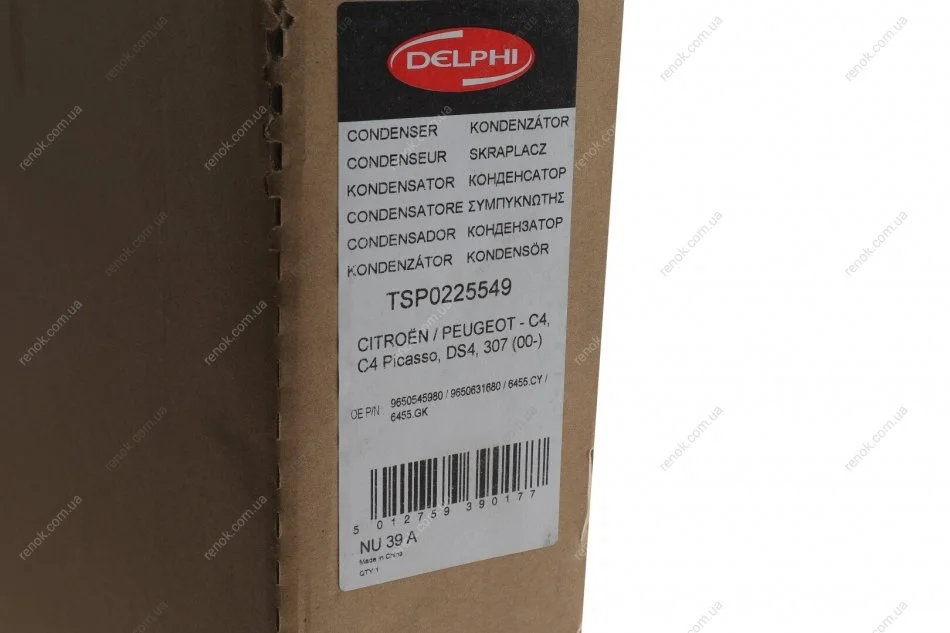 DELPHI
CONDENSER KONDENZÁTOR
CONDENSEUR SKRAPLACZ
KONDENSATOR КОНДЕНСАТОР
CONDENSATORE ΣΥΜΠΥΚΝΩΤΗΣ
CONDENSADOR КОНДЕНЗАТОР
KONDENZÁTOR KONDENSÖR
TSP0225549
CITROËN / PEUGEOT - C4,
C4 Picasso, DS4, 307 (00-)
OE P/N : 9650545980 / 9650631680 / 6455.CY /
6455.GK
5 012759 390177
NU 39 A
Made in China
QTY 1
renok.com.ua